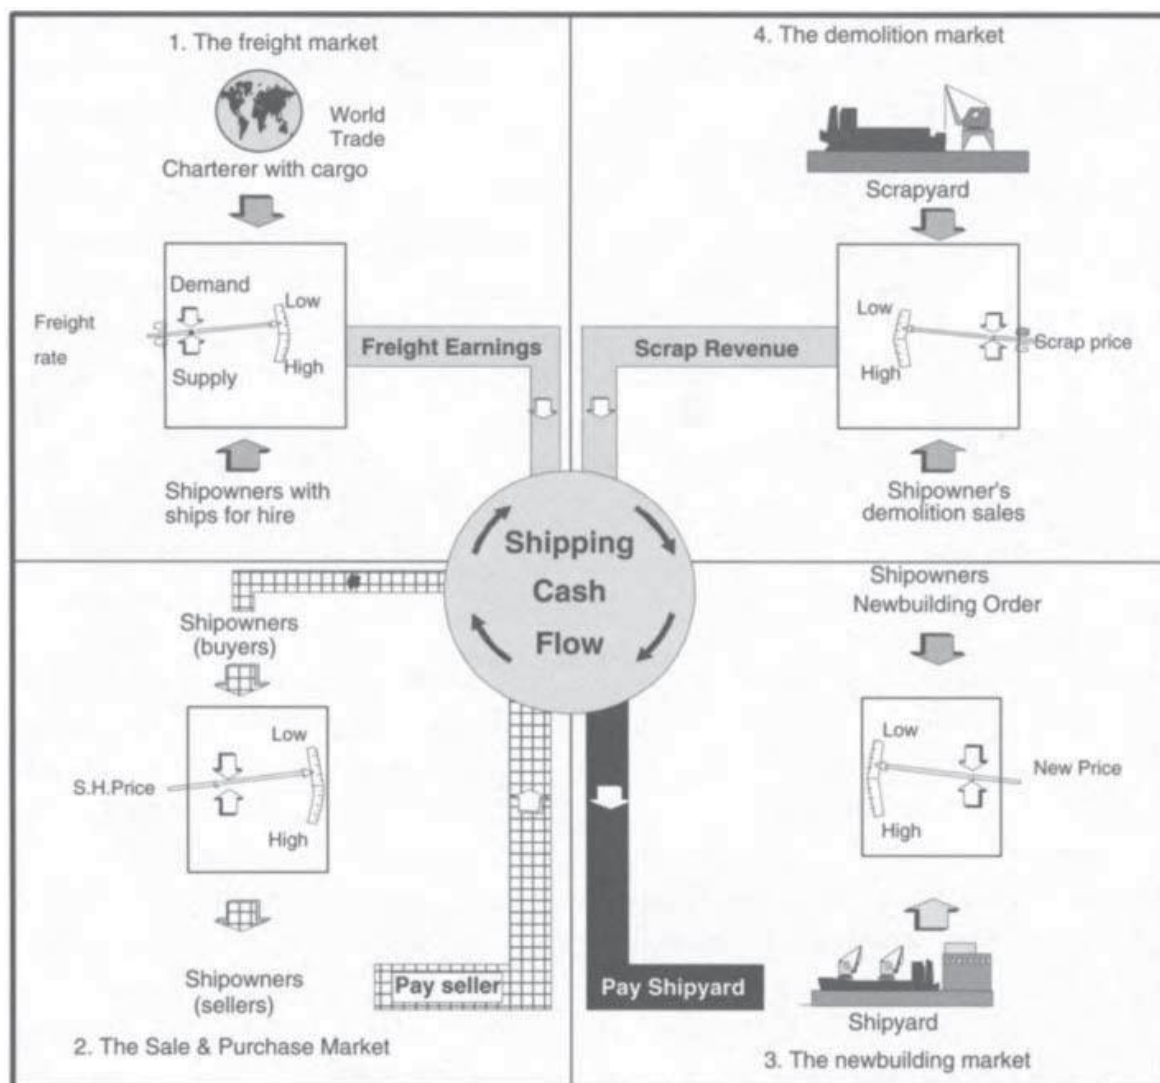 1. The freight market
World
Trade
Charterer with cargo
Demand
Low
Freight
rate
High
Supply
Freight Earnings
Shipowners with
ships for hire
4. The demolition market
Scrapyard
Low
Scrap price
High
Scrap Revenue
Shipowner's
demolition sales
Shipping
Cash
Flow
Shipowners
(buyers)
Low
S.H.Price
High
Shipowners
(sellers)
Pay seller
2. The Sale & Purchase Market
Shipowners
Newbuilding Order
Low
New Price
High
Pay Shipyard
Shipyard
3. The newbuilding market